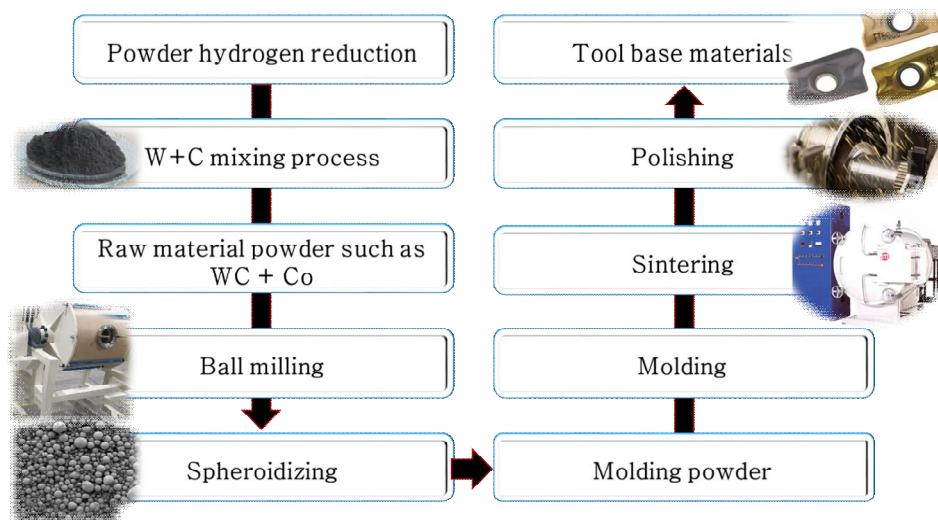 Powder hydrogen reduction
W+C mixing process
Raw material powder such as
WC + Co
Ball milling
Spheroidizing
Molding powder
Molding
Sintering
Polishing
Tool base materials